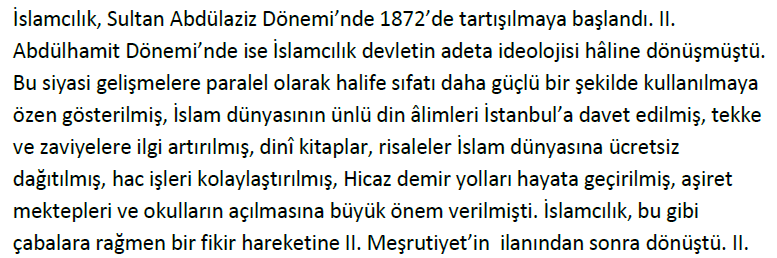 İslamcılık, Sultan Abdülaziz Dönemi’nde 1872’de tartışılmaya başlandı. II.
Abdülhamit Dönemi’nde ise İslamcılık devletin adeta ideolojisi hâline dönüşmüştü.
Bu siyasi gelişmelere paralel olarak halife sıfatı daha güçlü bir şekilde kullanılmaya
özen gösterilmiş, İslam dünyasının ünlü din âlimleri İstanbul’a davet edilmiş, tekke
ve zaviyelere ilgi artırılmış, dinî kitaplar, risaleler İslam dünyasına ücretsiz
dağıtılmış, hac işleri kolaylaştırılmış, Hicaz demir yolları hayata geçirilmiş, aşiret
mektepleri ve okulların açılmasına büyük önem verilmişti. İslamcılık, bu gibi
çabalara rağmen bir fikir hareketine II. Meşrutiyet’in  ilanından sonra dönüştü. II.